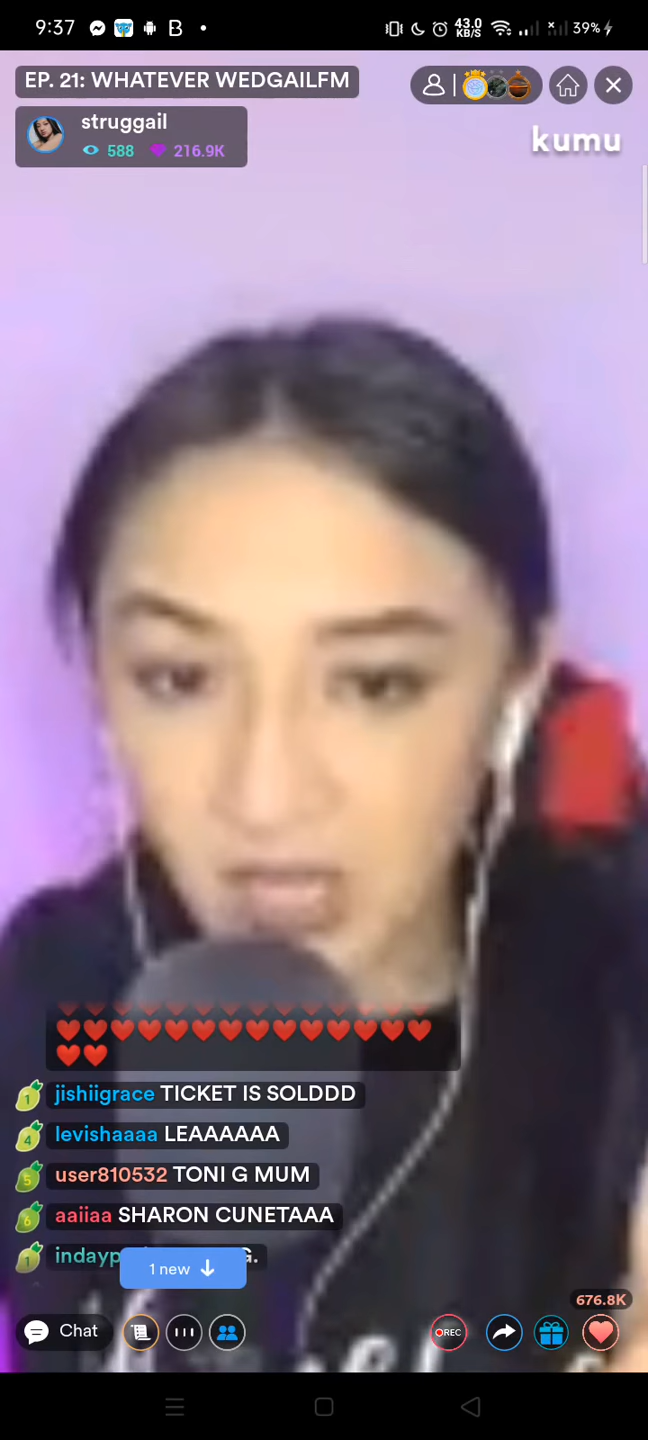 9:37
B
43.0
KB/S
39%
EP. 21: WHATEVER WEDGAILFM
struggail
588 216.9K
kumu
jishiigrace TICKET IS SOLDDD
levishaaaa LEAAAAAA
user810532 TONI G MUM
aaiiaa SHARON CUNETAAA
1 new
676.8K
Chat
REC